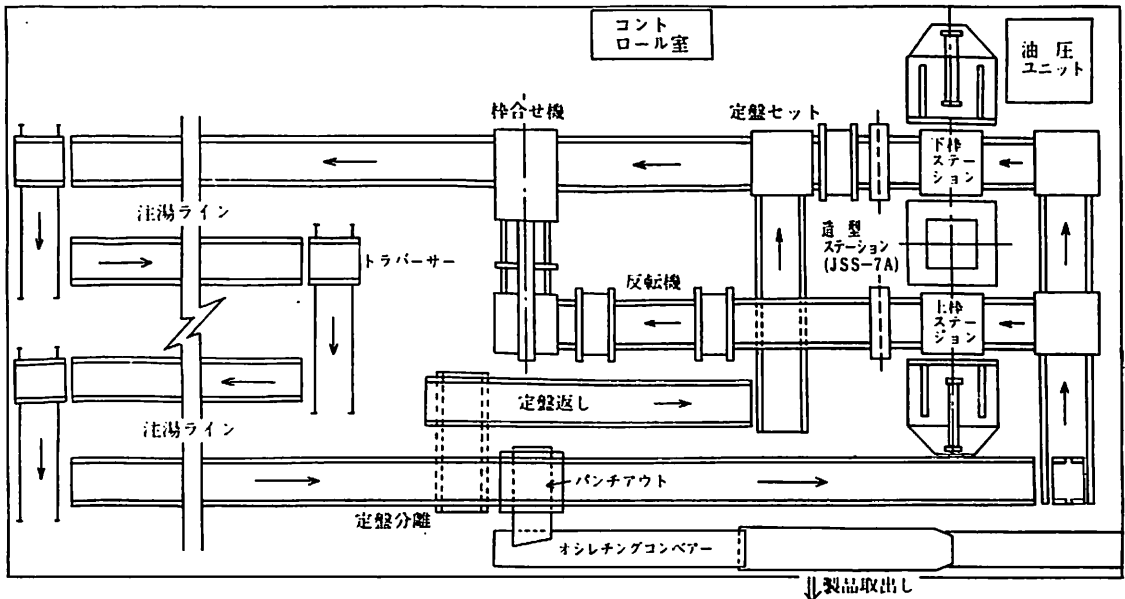 コント
ロール室
油圧
ユニット
枠合せ機
定盤セット
下枠
ステー
ション
注湯ライン
造型
ステーション
(JSS-7A)
トラバーサー
反転機
上枠
ステー
ション
定盤返し
注湯ライン
パンチアウト
定盤分離
オシレチングコンベアー
製品取出し